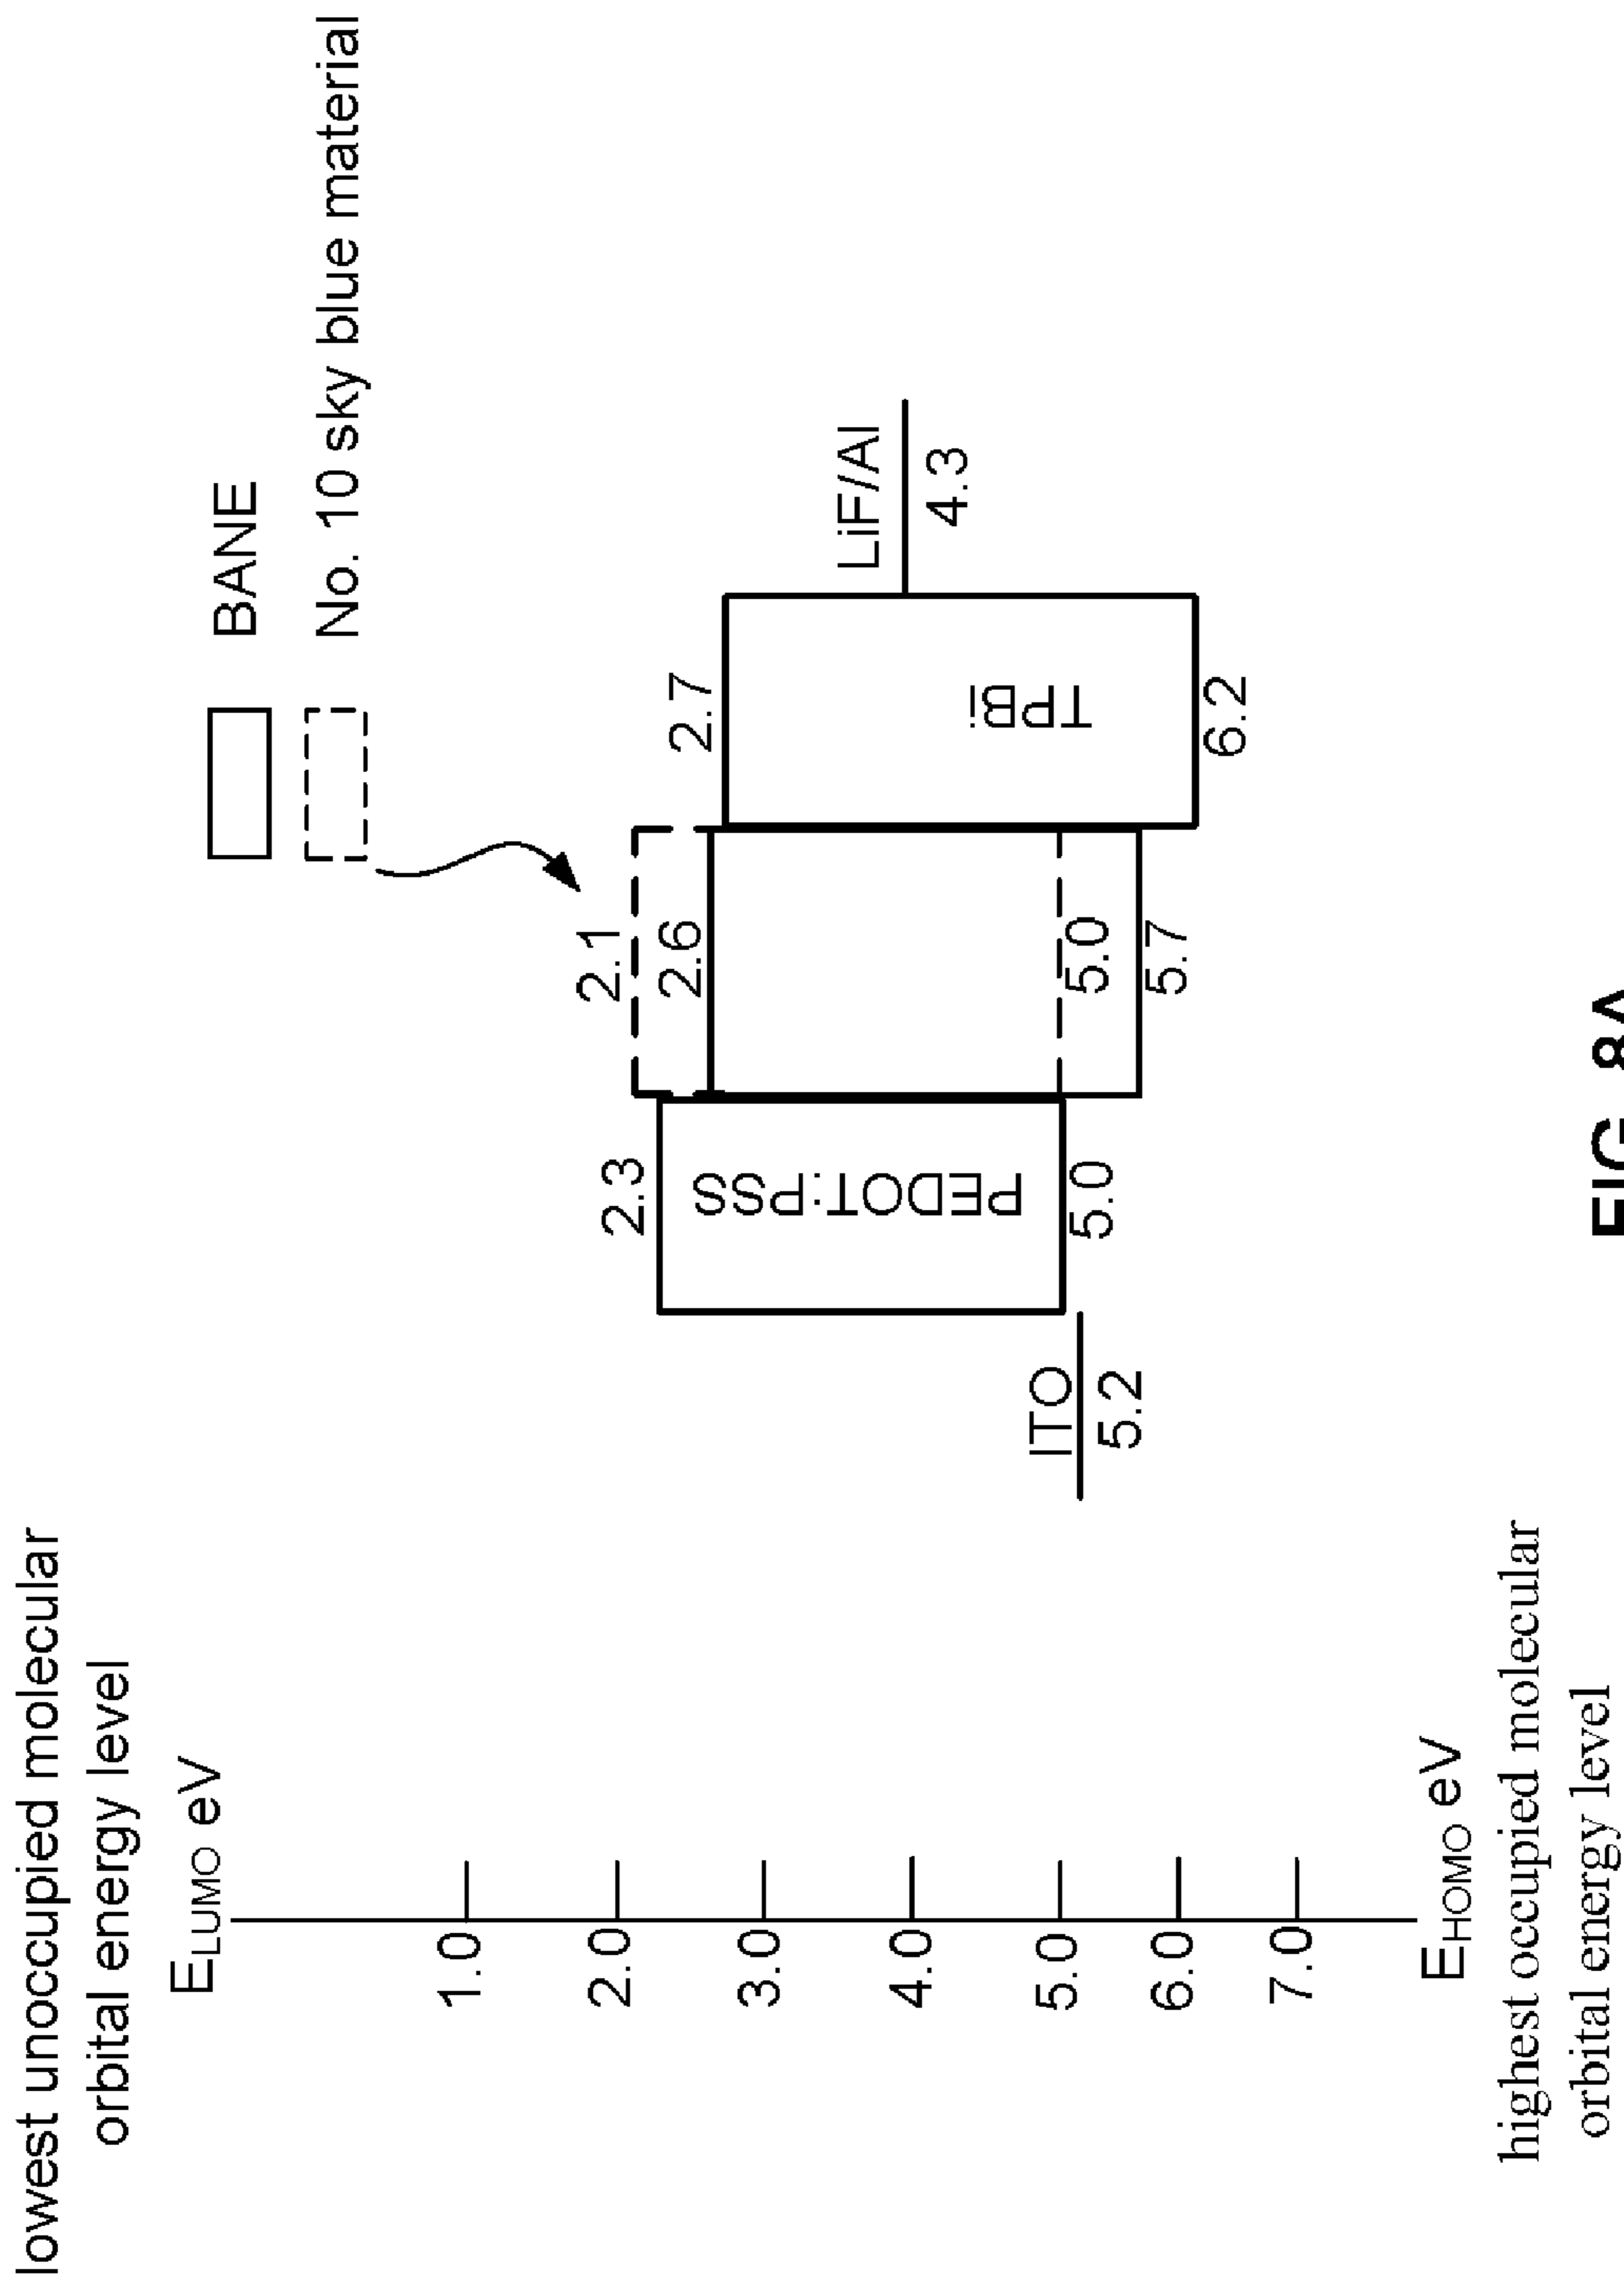 lowest unoccupied molecular
orbital energy level
E_LUMO eV
1.0
2.0
3.0
4.0
5.0
6.0
7.0
E_HOMO eV
highest occupied molecular
orbital energy level
BANE
No. 10 sky blue material
ITO
5.2
2.3
PEDOT:PSS
5.0
2.1
2.6
5.0
5.7
2.7
TPBi
6.2
LiF/Al
4.3